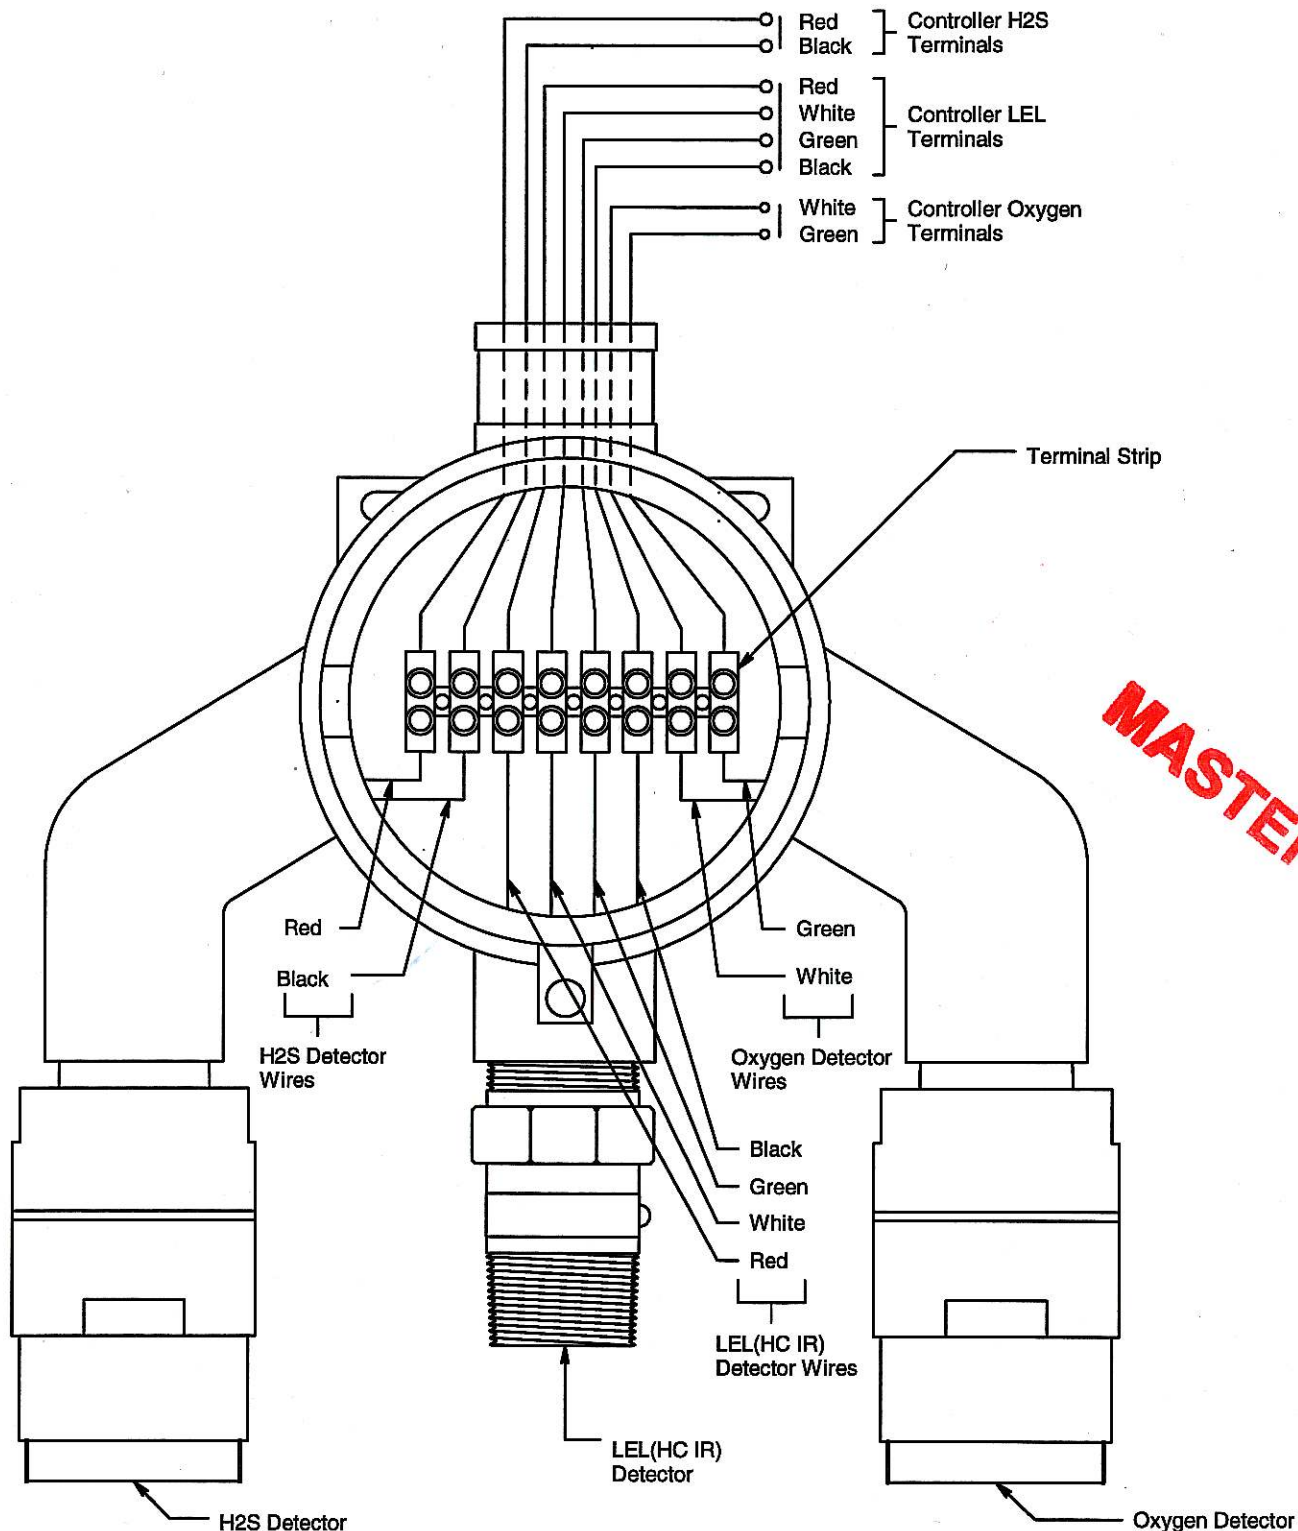 Red
Black
Controller H2S
Terminals
Red
White
Green
Black
Controller LEL
Terminals
White
Green
Controller Oxygen
Terminals
Terminal Strip
Red
Black
H2S Detector
Wires
Green
White
Oxygen Detector
Wires
Black
Green
White
Red
LEL(HC IR)
Detector Wires
LEL(HC IR)
Detector
H2S Detector
Oxygen Detector
MASTER